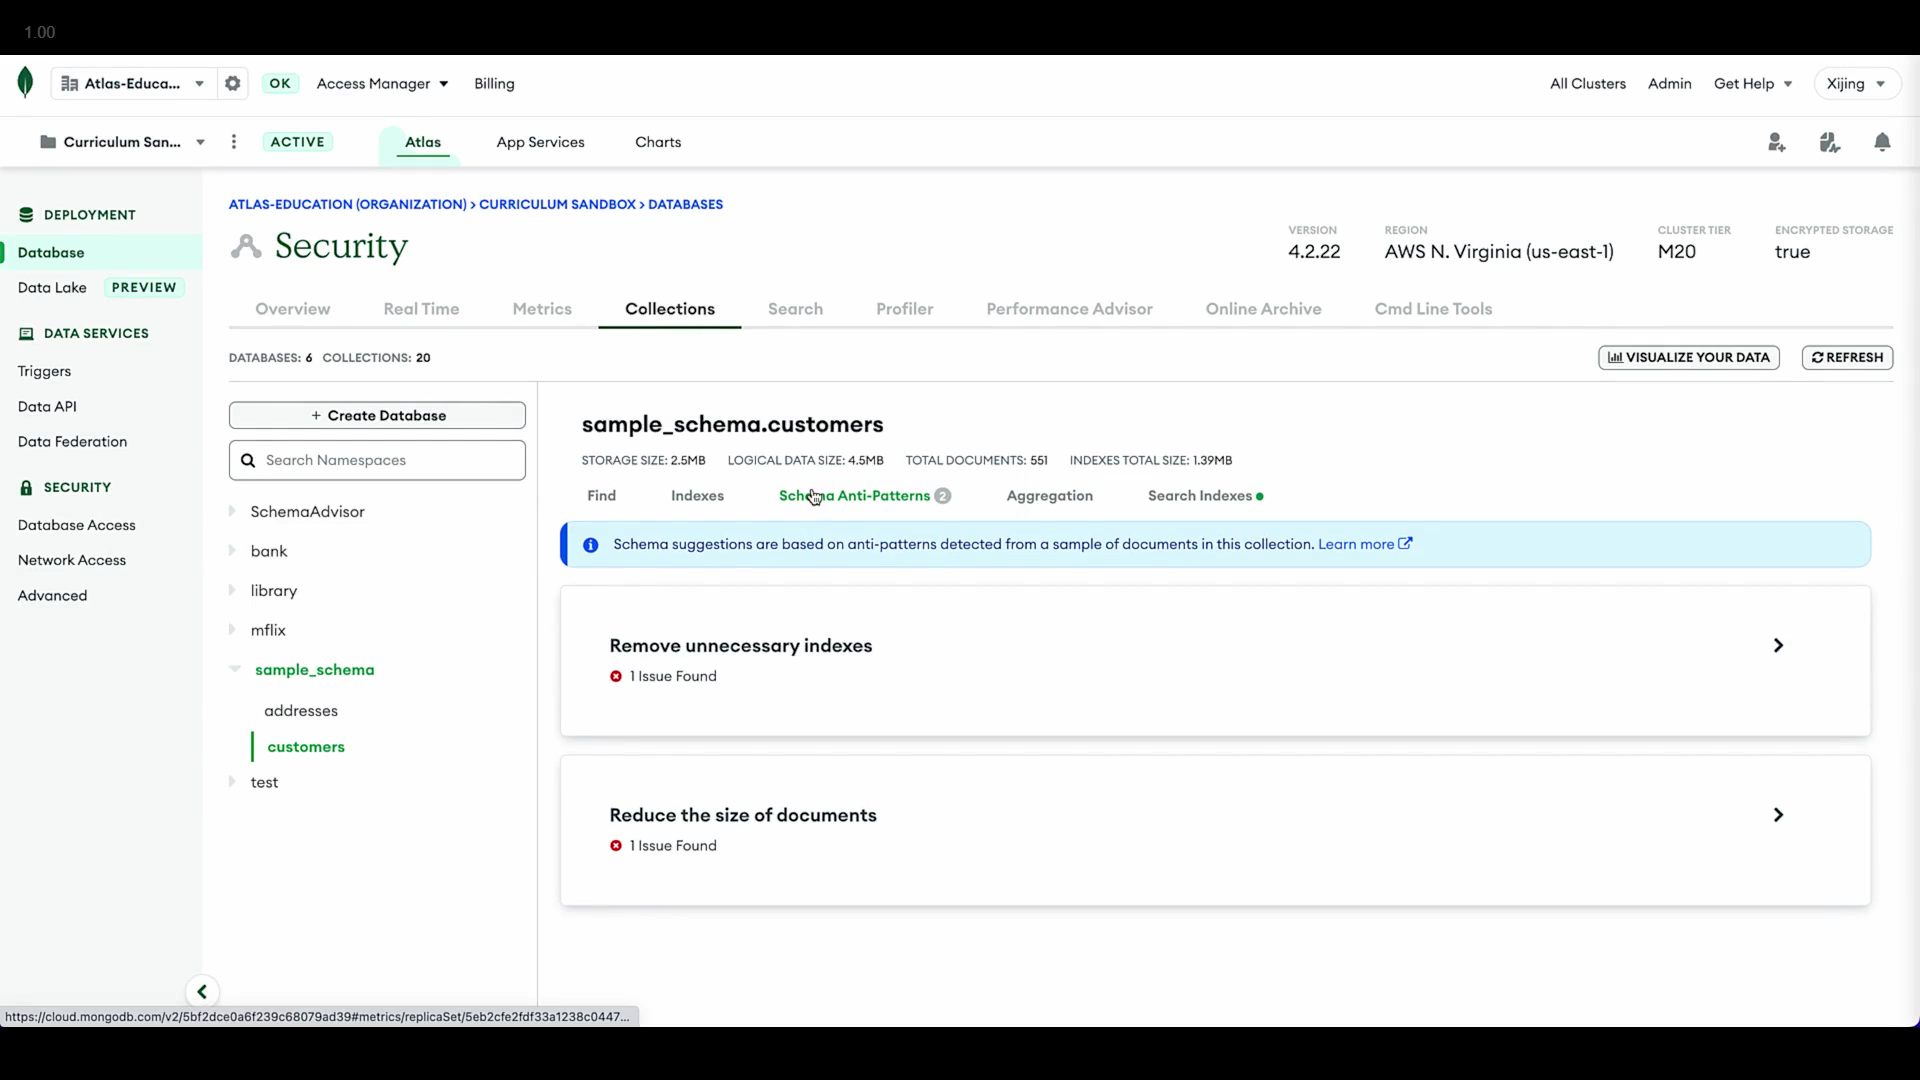 1.00
Atlas-Educa... OK Access Manager Billing All Clusters Admin Get Help Xijing
Curriculum San... ACTIVE Atlas App Services Charts
DEPLOYMENT
Database
Data Lake PREVIEW
DATA SERVICES
Triggers
Data API
Data Federation
SECURITY
Database Access
Network Access
Advanced
ATLAS-EDUCATION (ORGANIZATION) > CURRICULUM SANDBOX > DATABASES
Security
VERSION REGION CLUSTER TIER ENCRYPTED STORAGE
4.2.22 AWS N. Virginia (us-east-1) M20 true
Overview Real Time Metrics Collections Search Profiler Performance Advisor Online Archive Cmd Line Tools
DATABASES: 6 COLLECTIONS: 20 VISUALIZE YOUR DATA REFRESH
+ Create Database
Search Namespaces
SchemaAdvisor
bank
library
mflix
sample_schema
addresses
customers
test
sample_schema.customers
STORAGE SIZE: 2.5MB LOGICAL DATA SIZE: 4.5MB TOTAL DOCUMENTS: 551 INDEXES TOTAL SIZE: 1.39MB
Find Indexes Schema Anti-Patterns 2 Aggregation Search Indexes
Schema suggestions are based on anti-patterns detected from a sample of documents in this collection. Learn more
Remove unnecessary indexes
1 Issue Found
Reduce the size of documents
1 Issue Found
https://cloud.mongodb.com/v2/5bf2dce0a6f239c68079ad39#metrics/replicaSet/5eb2cfe2fdf33a1238c0447...